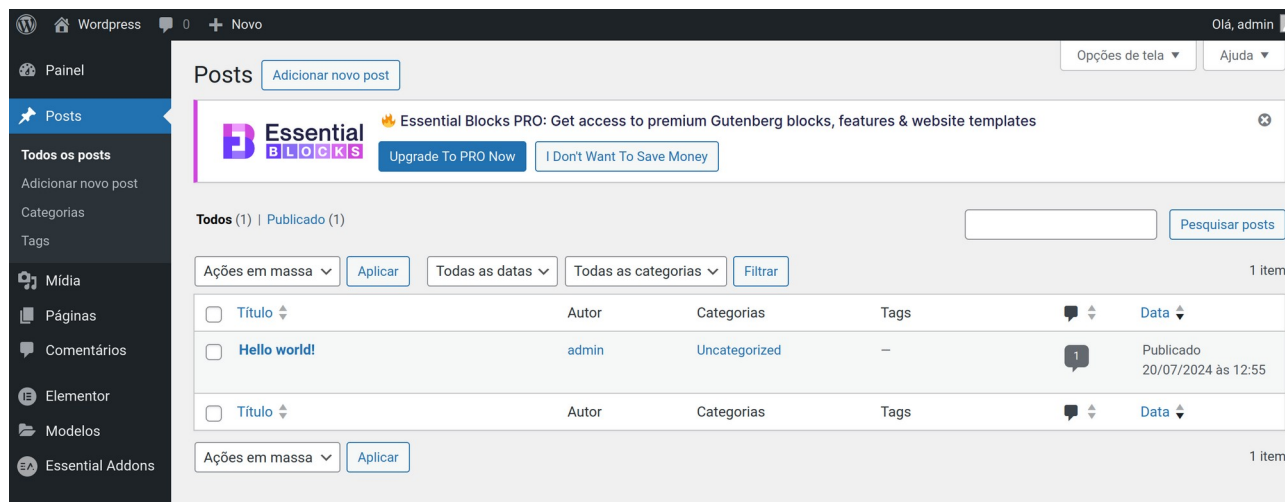 Wordpress 0 + Novo Olá, admin
Painel
Posts
Todos os posts
Adicionar novo post
Categorias
Tags
Mídia
Páginas
Comentários
Elementor
Modelos
Essential Addons
Opções de tela ▼ Ajuda ▼
Posts Adicionar novo post
Essential BLOCKS
🔥 Essential Blocks PRO: Get access to premium Gutenberg blocks, features & website templates
Upgrade To PRO Now I Don't Want To Save Money
Todos (1) | Publicado (1)
Pesquisar posts
Ações em massa Aplicar Todas as datas Todas as categorias Filtrar 1 item
Título Autor Categorias Tags Data
Hello world! admin Uncategorized — 1 Publicado
20/07/2024 às 12:55
Título Autor Categorias Tags Data
Ações em massa Aplicar 1 item